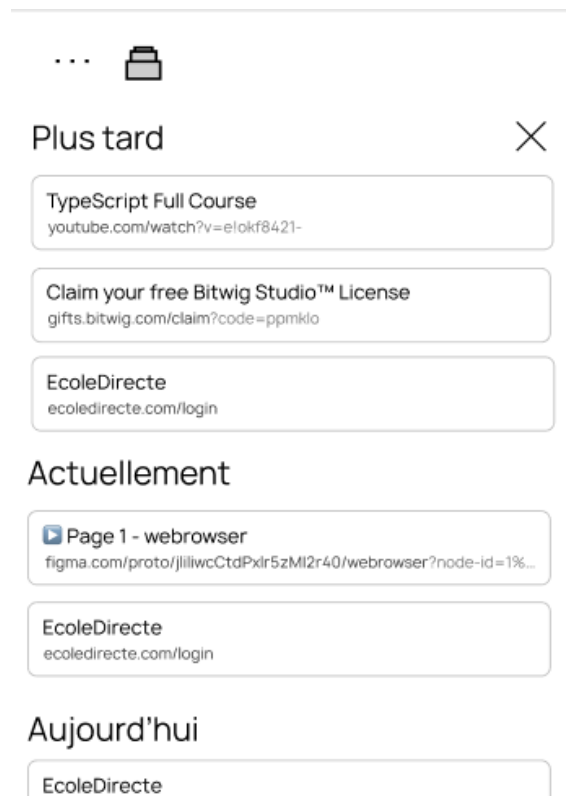 ...
Plus tard
TypeScript Full Course
youtube.com/watch?v=e!okf8421-
Claim your free Bitwig Studio™ License
gifts.bitwig.com/claim?code=ppmklo
EcoleDirecte
ecoledirecte.com/login
Actuellement
▶️ Page 1 - webrowser
figma.com/proto/jliliwcCtdPxlr5zMl2r40/webrowser?node-id=1%...
EcoleDirecte
ecoledirecte.com/login
Aujourd'hui
EcoleDirecte